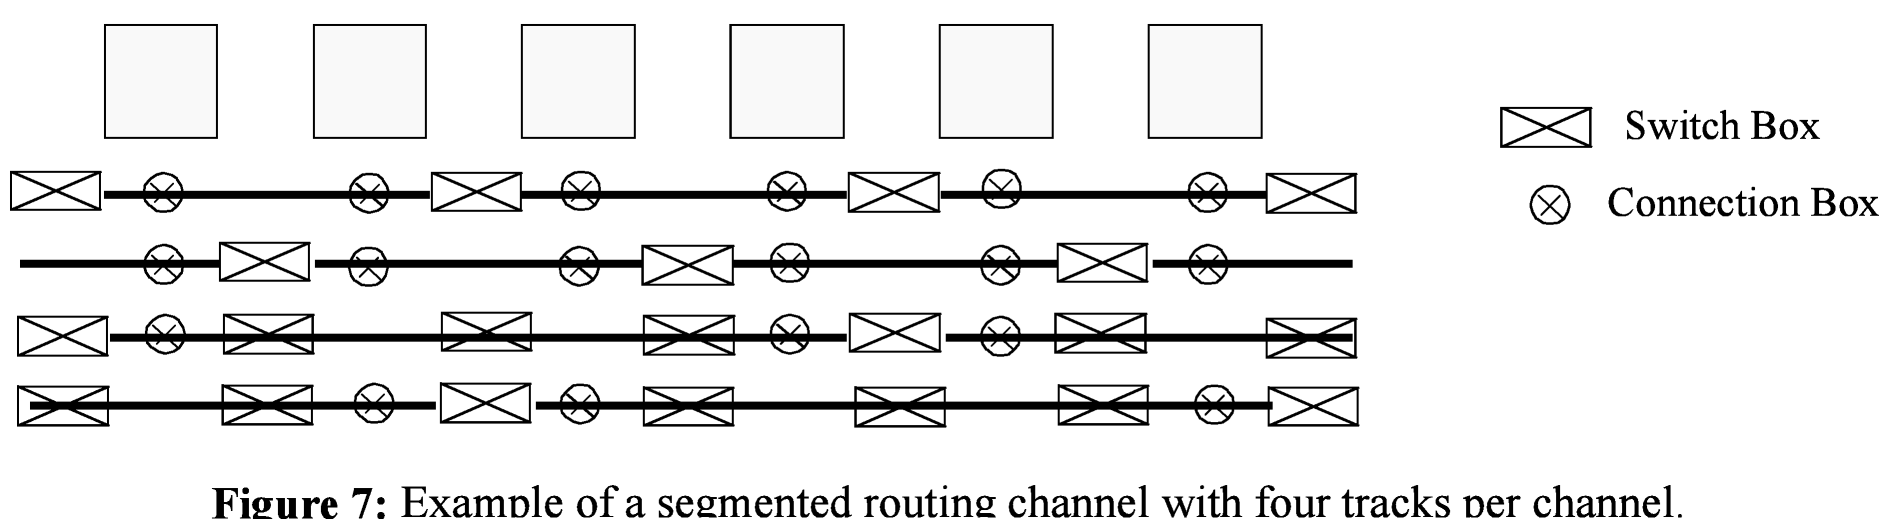 Switch Box
Connection Box
Figure 7: Example of a segmented routing channel with four tracks per channel.